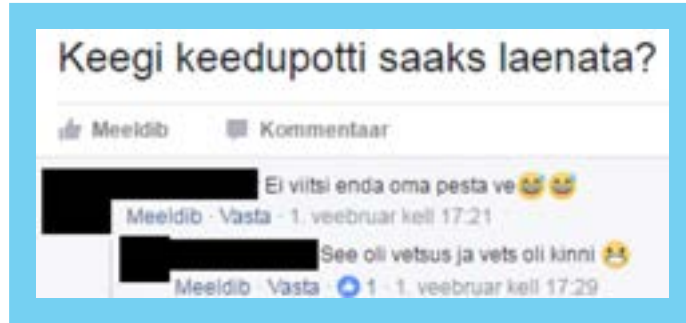 Keegi keedupotti saaks laenata?
Meeldib Kommentaar
Ei viitsi enda oma pesta ve😅😅
Meeldib · Vasta · 1. veebruar kell 17:21
See oli vetsus ja vets oli kinni 😬
Meeldib · Vasta · 1 · 1. veebruar kell 17:29